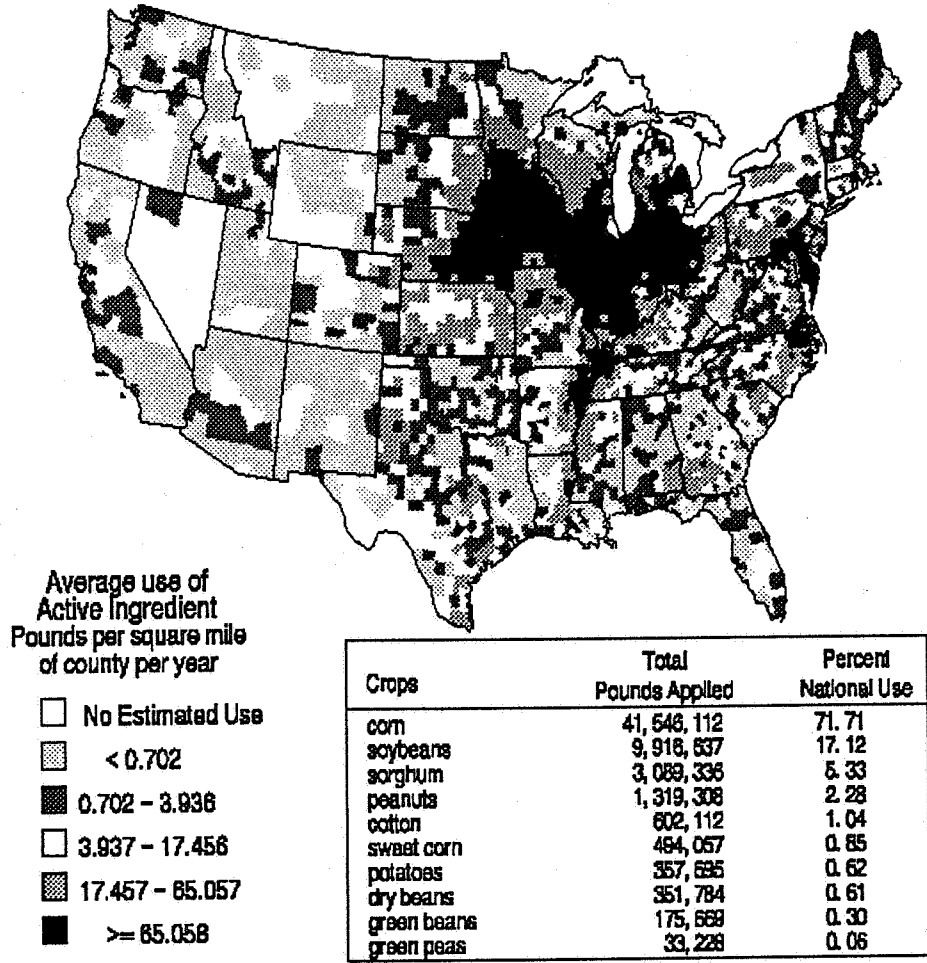 Average use of
Active Ingredient
Pounds per square mile
of county per year
No Estimated Use
< 0.702
0.702 - 3.936
3.937 - 17.456
17.457 - 65.057
>= 65.058
Crops Total Pounds Applied Percent National Use
corn 41,546,112 71.71
soybeans 9,916,637 17.12
sorghum 3,089,336 5.33
peanuts 1,319,308 2.28
cotton 602,112 1.04
sweet corn 494,057 0.85
potatoes 357,595 0.62
dry beans 351,784 0.61
green beans 175,669 0.30
green peas 33,228 0.06